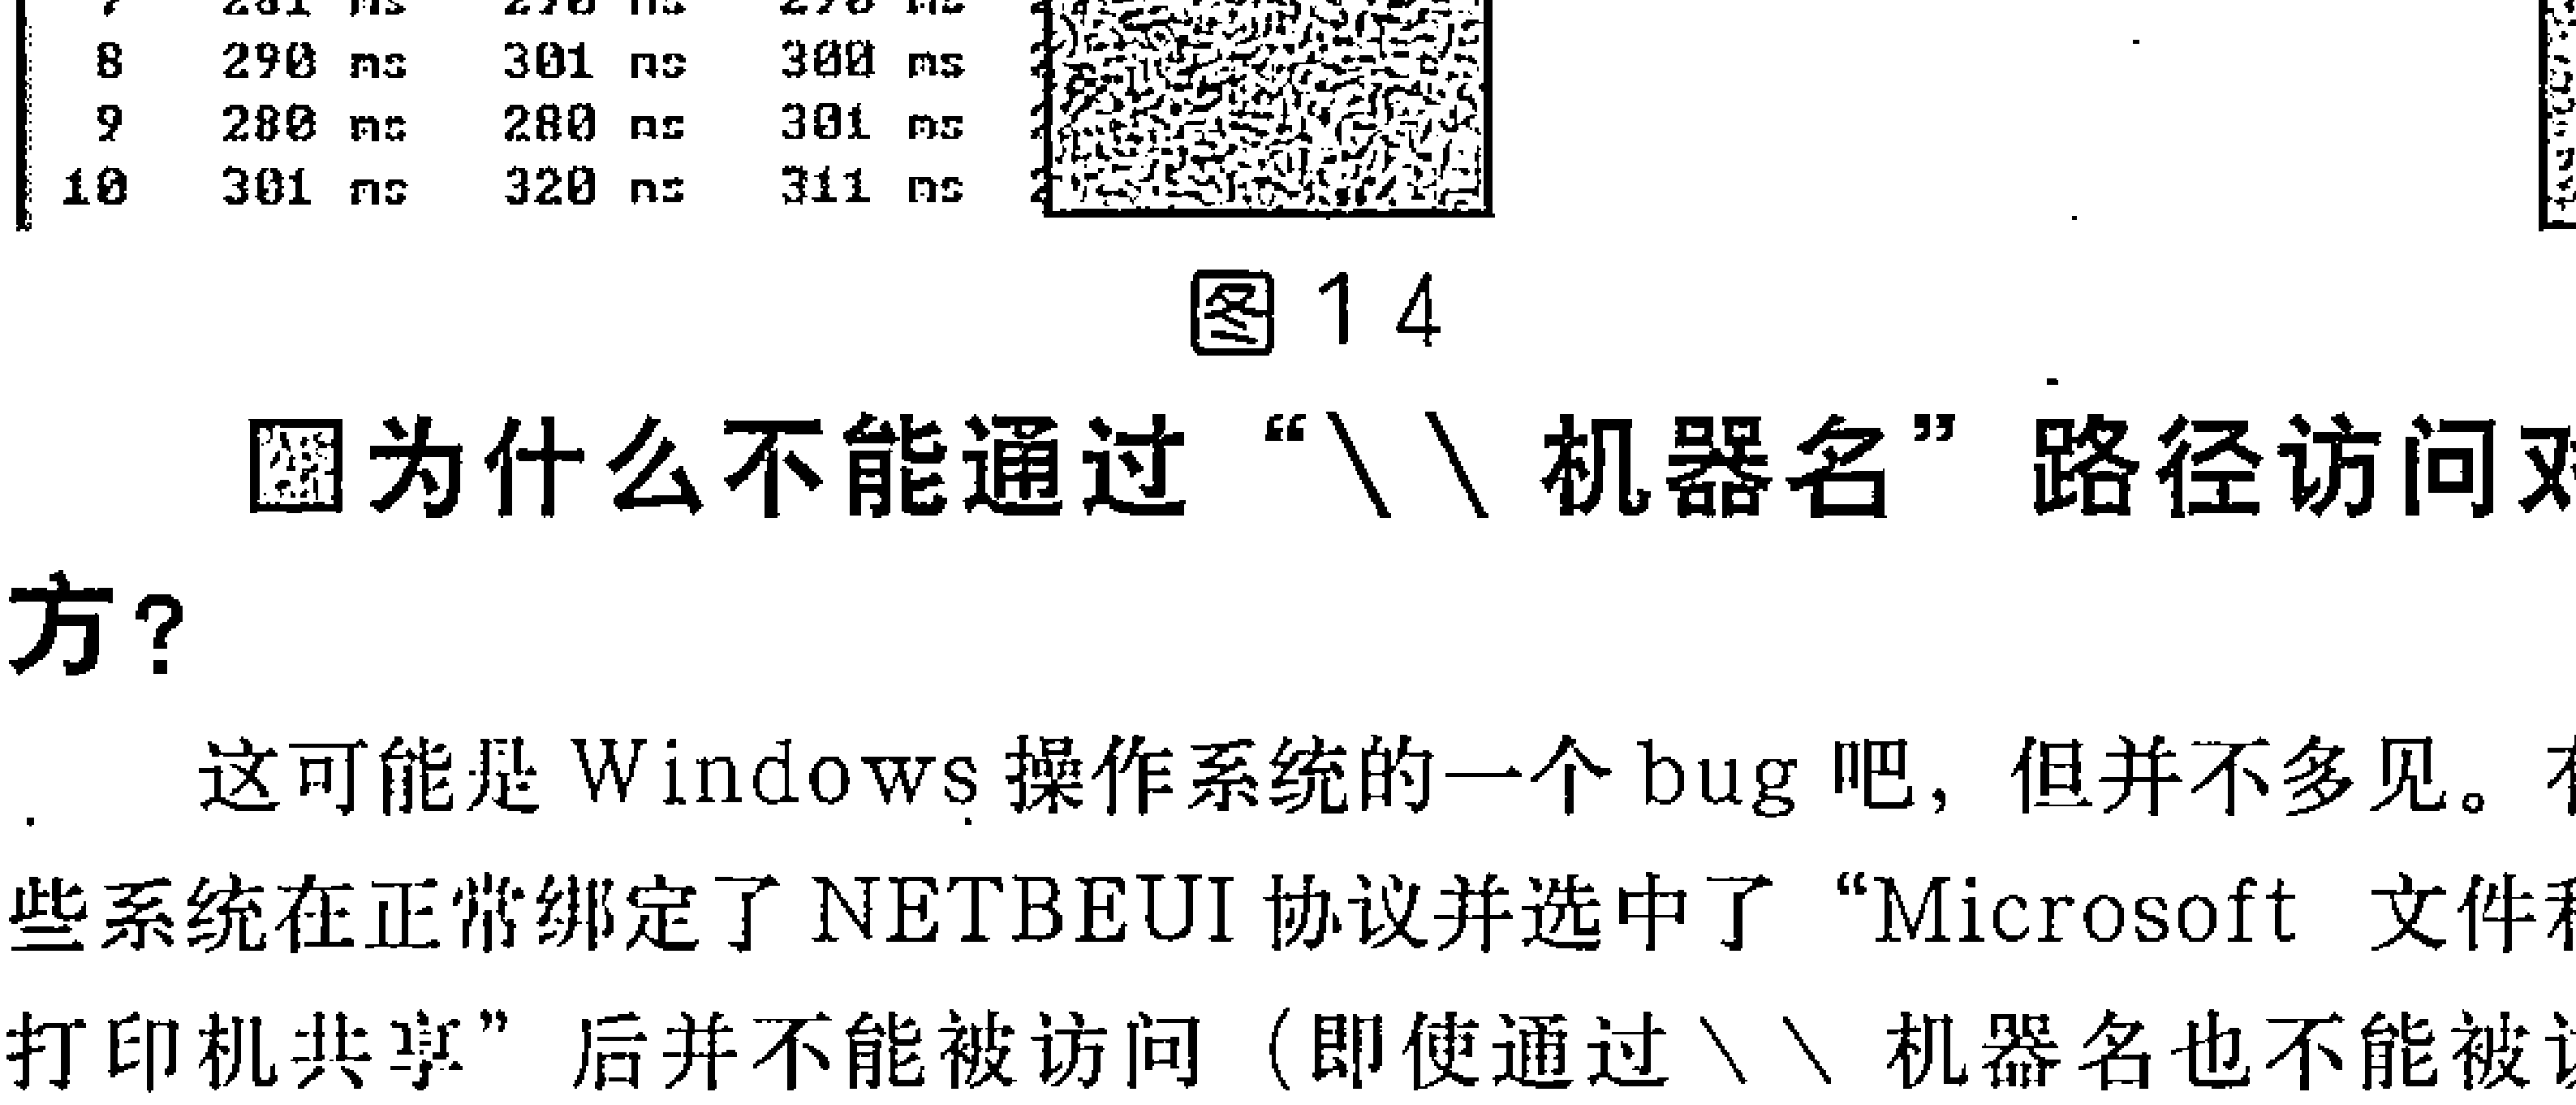 8 290 ms 301 ms 300 ms
9 280 ms 280 ms 301 ms
10 301 ms 320 ms 311 ms
图14
为什么不能通过“\\机器名”路径访问对
方?
这可能是 Windows 操作系统的一个 bug 吧，但并不多见。有
些系统在正常绑定了 NETBEUI 协议并选中了“Microsoft 文件和
打印机共享”后并不能被访问（即使通过\\机器名也不能被访